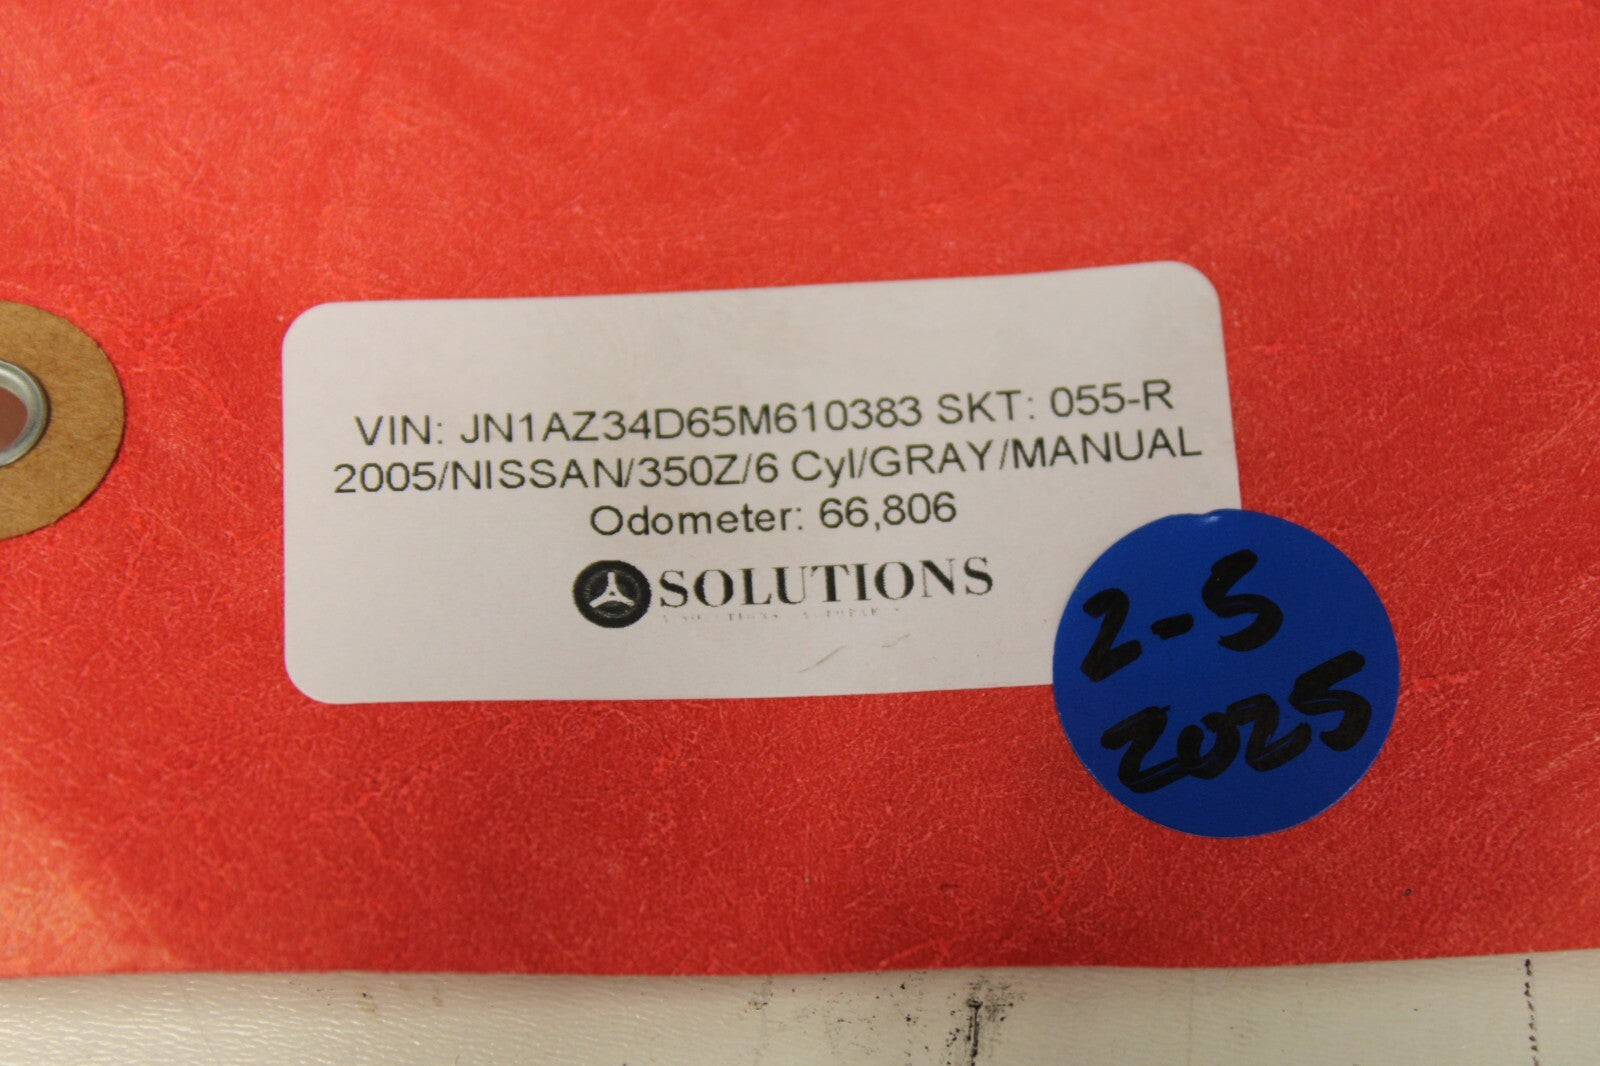 VIN: JN1AZ34D65M610383 SKT: 055-R
2005/NISSAN/350Z/6 Cyl/GRAY/MANUAL
Odometer: 66,806
SOLUTIONS
2-5
2025